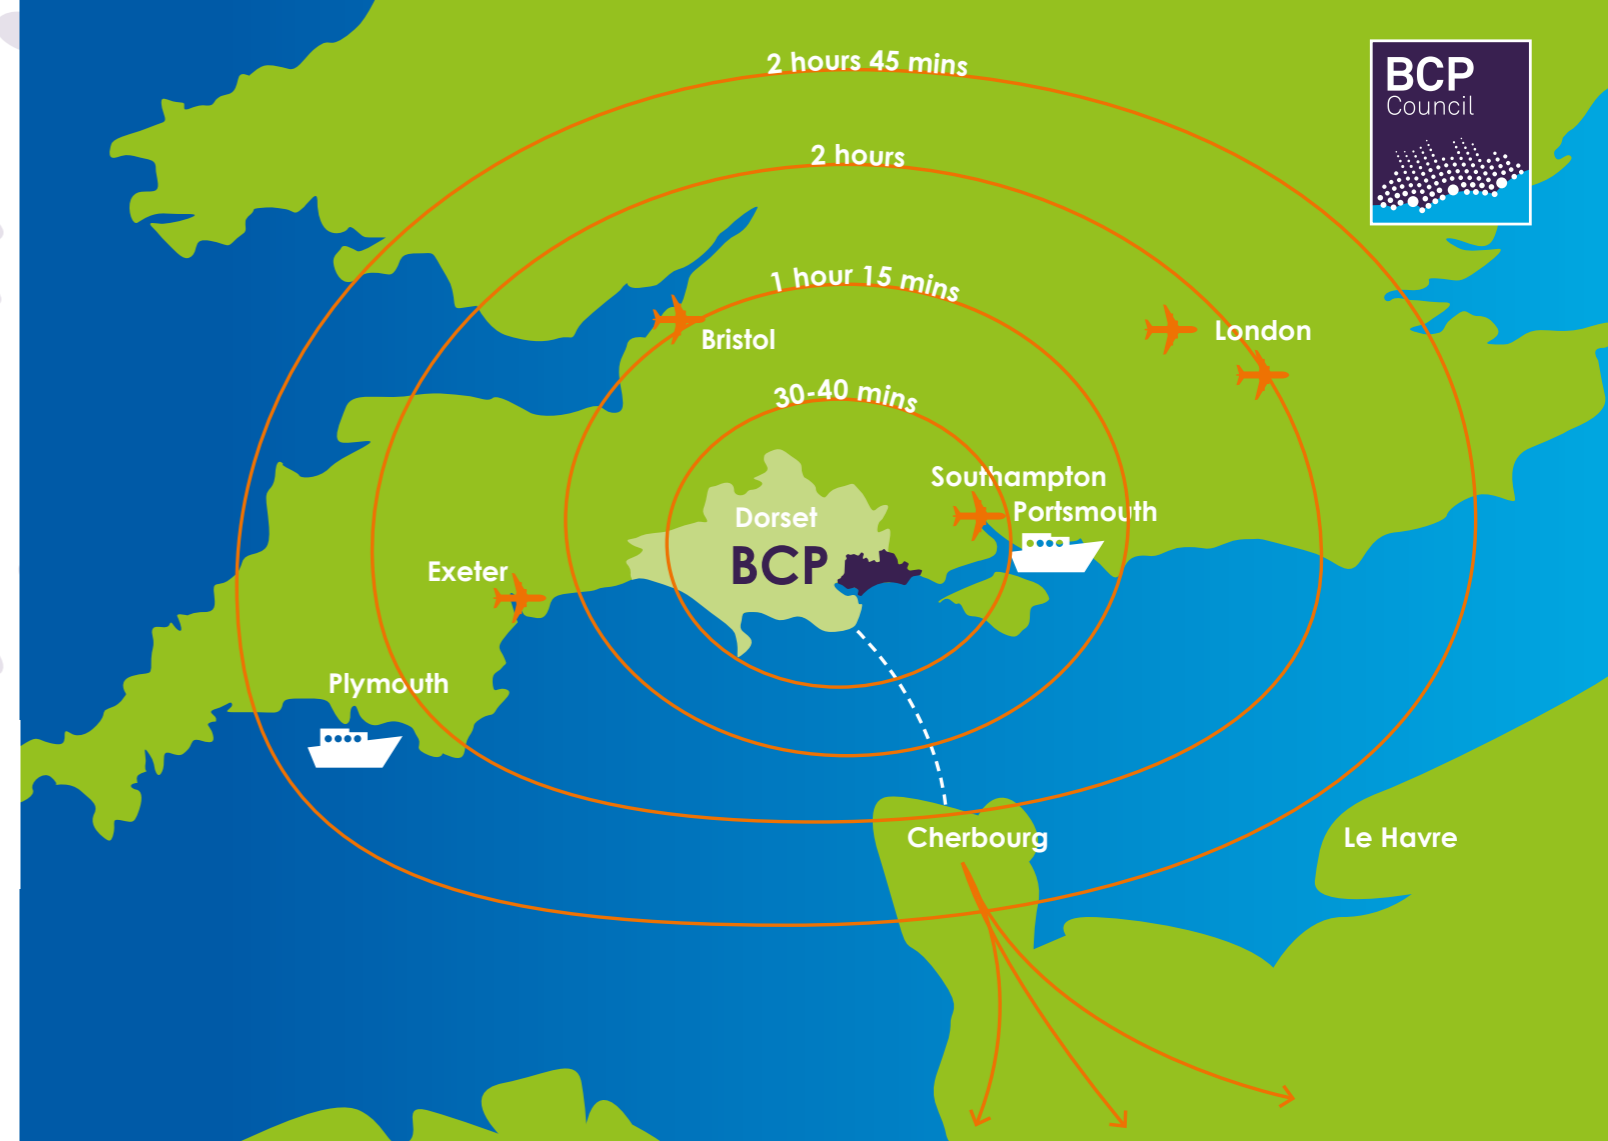 2 hours 45 mins
BCP
Council
2 hours
1 hour 15 mins
Bristol
London
30-40 mins
Southampton
Portsmouth
Dorset
BCP
Exeter
Plymouth
Cherbourg
Le Havre